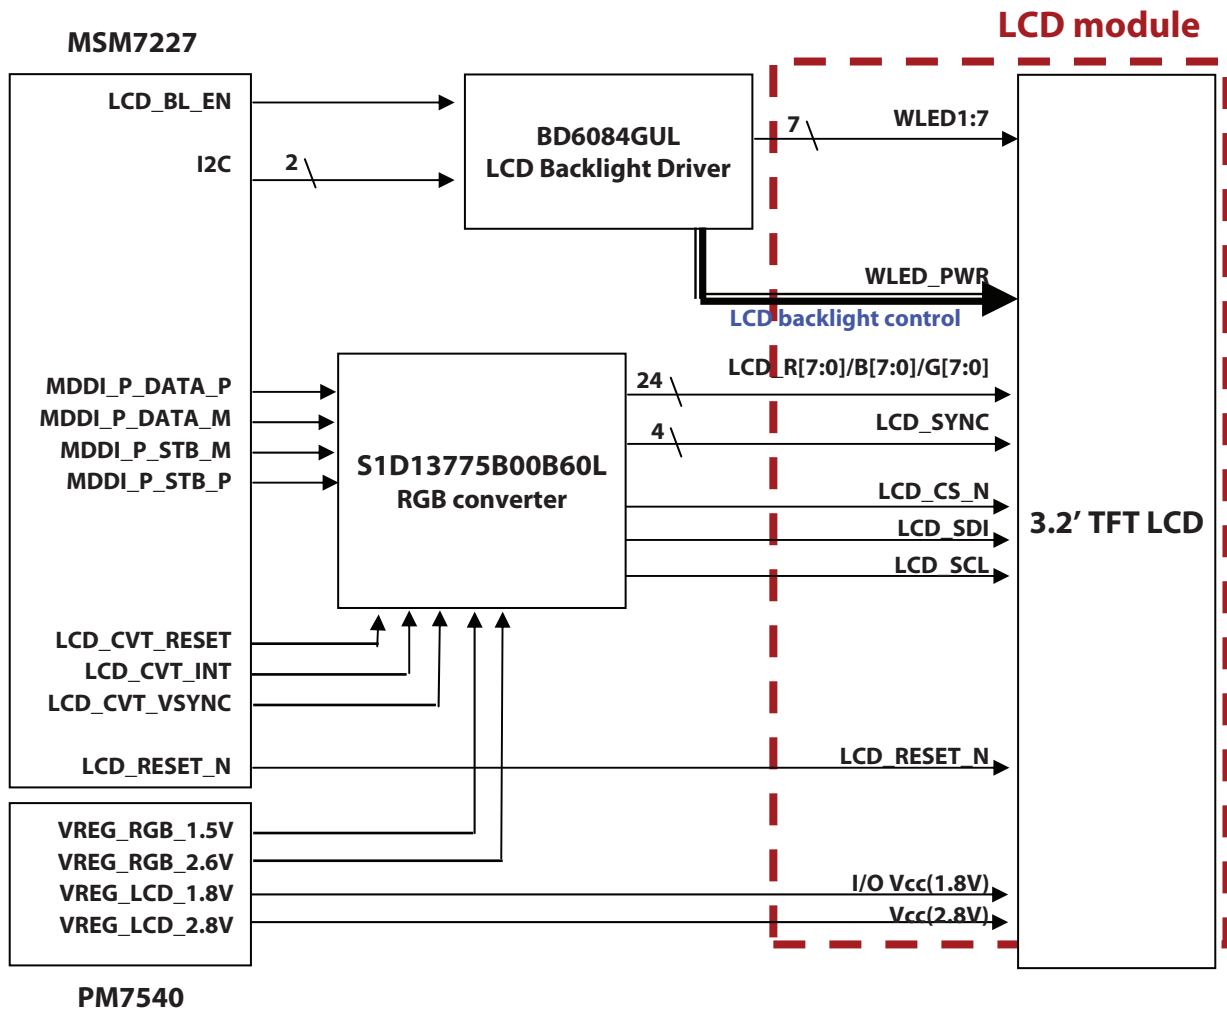 LCD module
MSM7227
LCD_BL_EN
I2C
2
BD6084GUL
LCD Backlight Driver
7
WLED1:7
WLED_PWR
LCD backlight control
MDDI_P_DATA_P
MDDI_P_DATA_M
MDDI_P_STB_M
MDDI_P_STB_P
S1D13775B00B60L
RGB converter
24
LCD_R[7:0]/B[7:0]/G[7:0]
4
LCD_SYNC
LCD_CS_N
LCD_SDI
LCD_SCL
3.2’ TFT LCD
LCD_CVT_RESET
LCD_CVT_INT
LCD_CVT_VSYNC
LCD_RESET_N
LCD_RESET_N
VREG_RGB_1.5V
VREG_RGB_2.6V
VREG_LCD_1.8V
VREG_LCD_2.8V
I/O Vcc(1.8V)
Vcc(2.8V)
PM7540